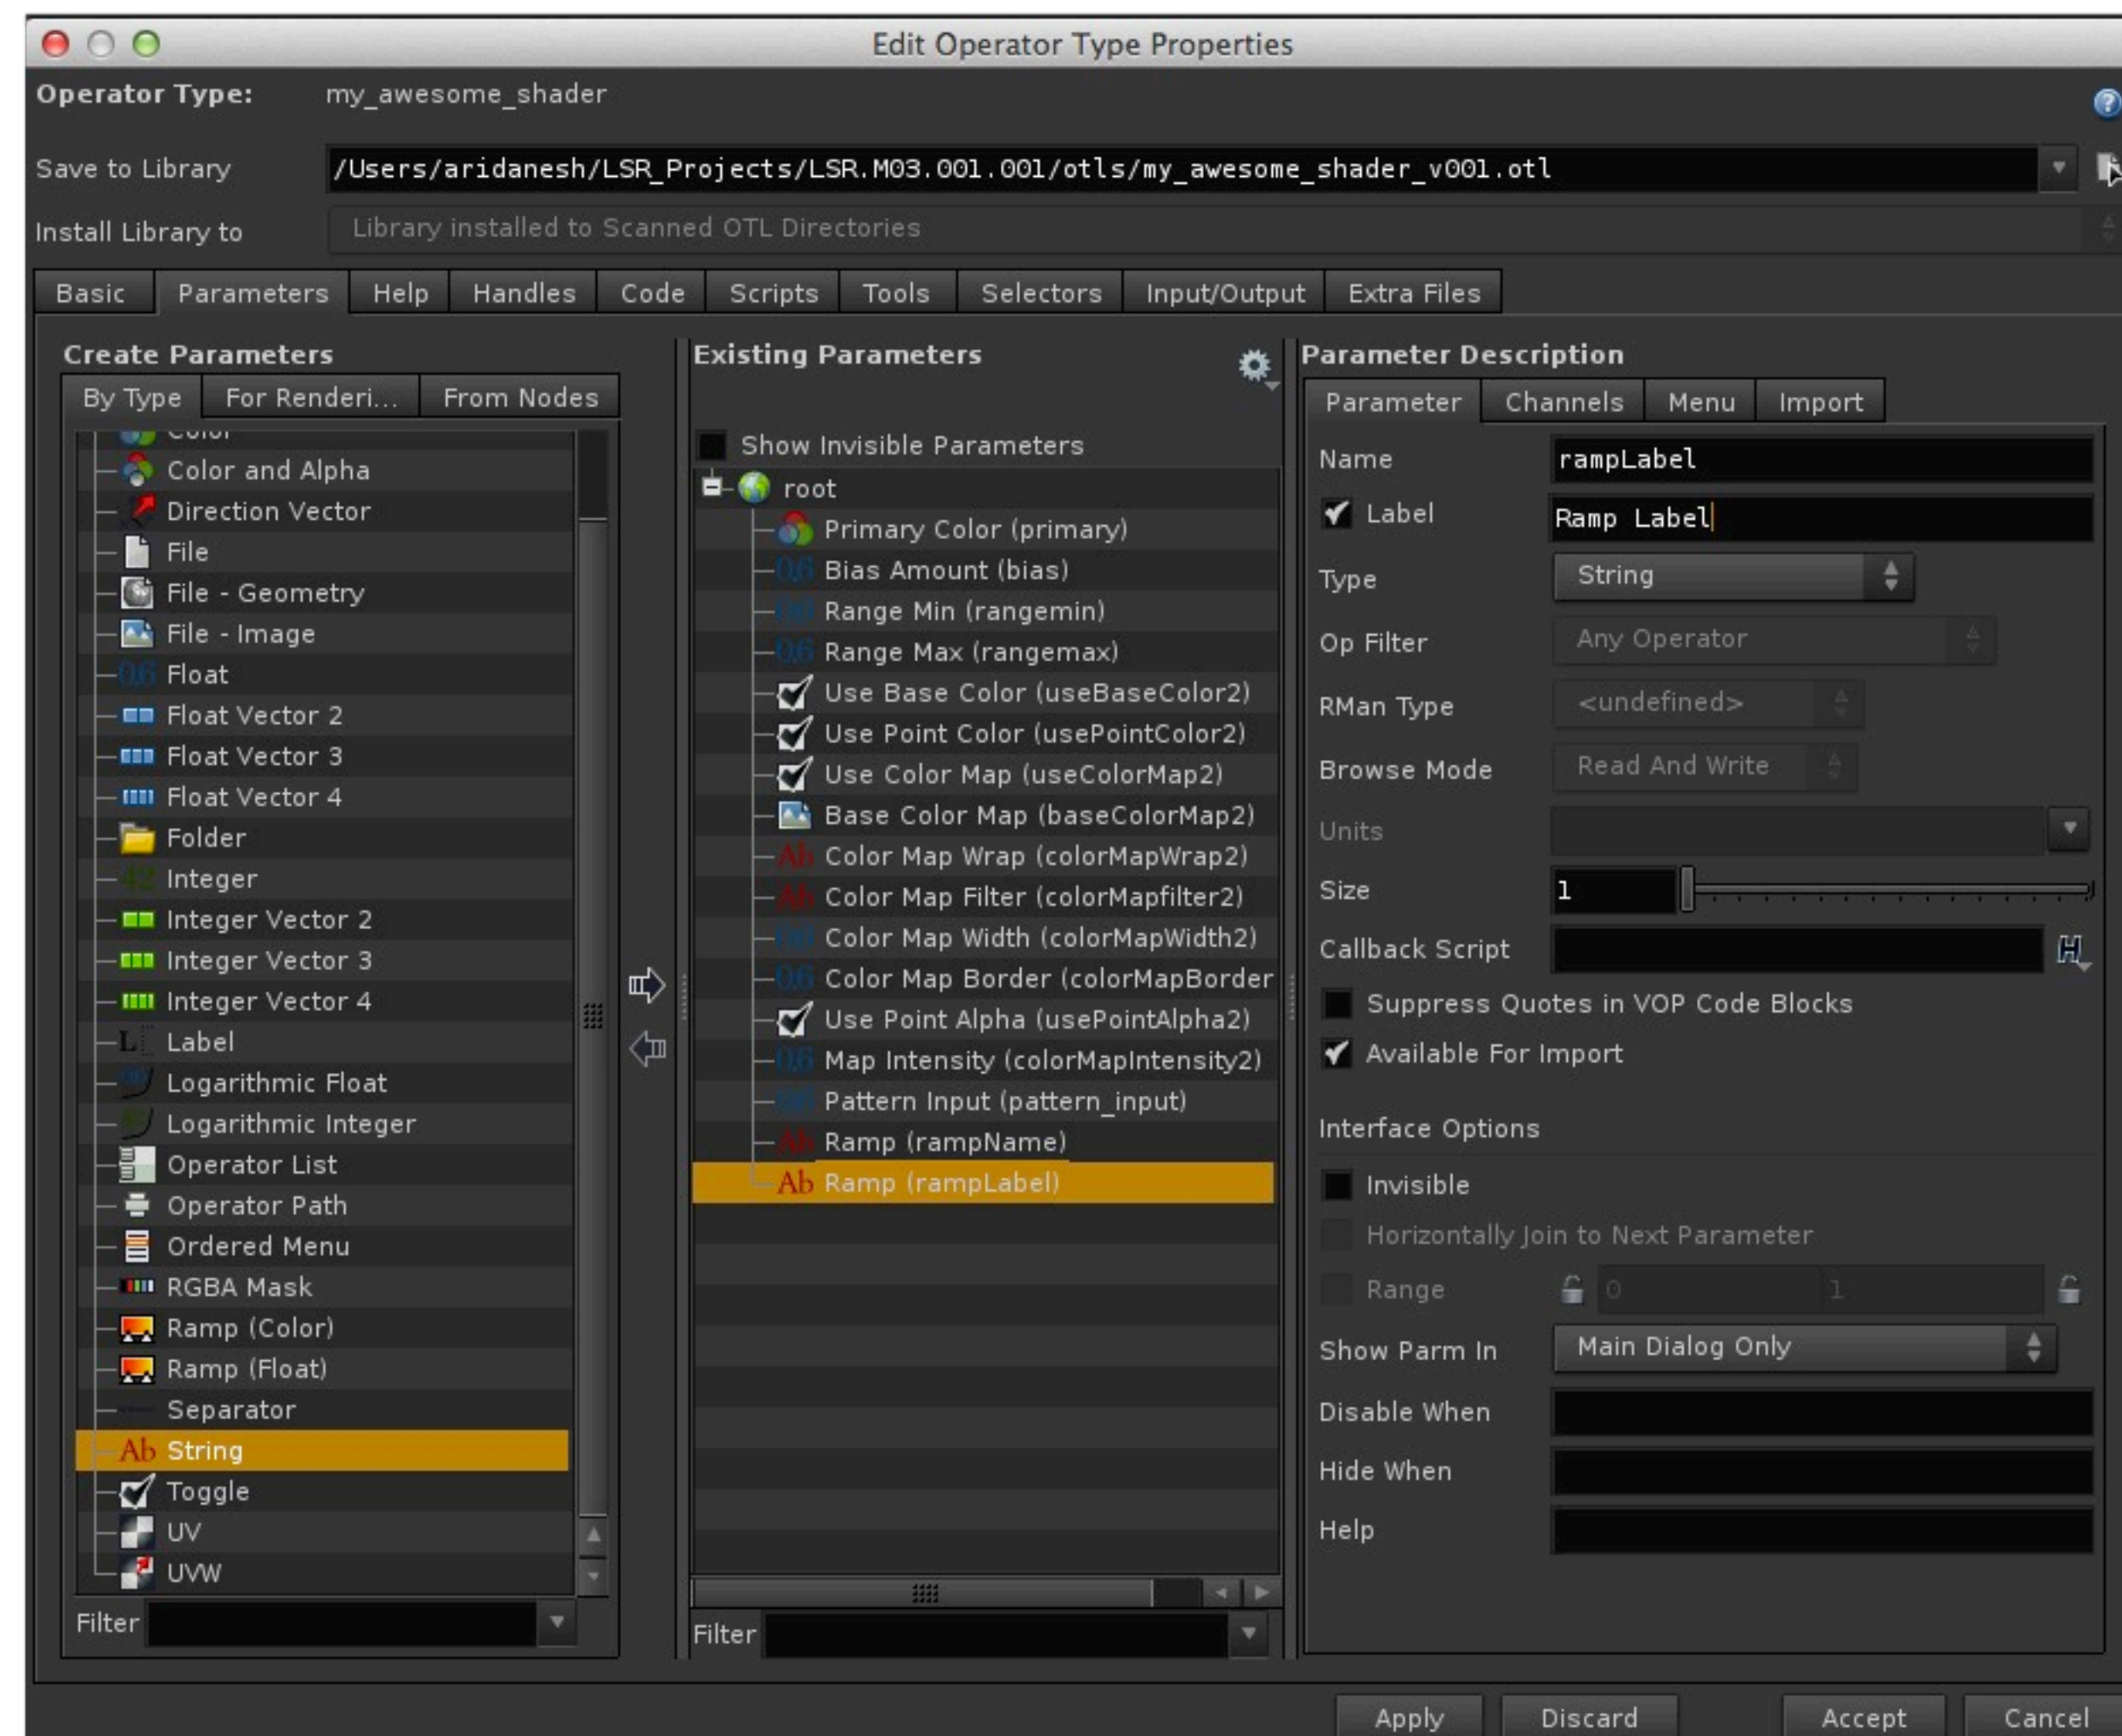 Edit Operator Type Properties
Operator Type: my_awesome_shader
Save to Library /Users/aridanesh/LSR_Projects/LSR.M03.001.001/otls/my_awesome_shader_v001.otl
Install Library to Library installed to Scanned OTL Directories
Basic Parameters Help Handles Code Scripts Tools Selectors Input/Output Extra Files
Create Parameters
By Type For Renderi... From Nodes
Color
Color and Alpha
Direction Vector
File
File - Geometry
File - Image
Float
Float Vector 2
Float Vector 3
Float Vector 4
Folder
Integer
Integer Vector 2
Integer Vector 3
Integer Vector 4
Label
Logarithmic Float
Logarithmic Integer
Operator List
Operator Path
Ordered Menu
RGBA Mask
Ramp (Color)
Ramp (Float)
Separator
Ab String
Toggle
UV
UVW
Filter
Existing Parameters
Show Invisible Parameters
root
Primary Color (primary)
Bias Amount (bias)
Range Min (rangemin)
Range Max (rangemax)
Use Base Color (useBaseColor2)
Use Point Color (usePointColor2)
Use Color Map (useColorMap2)
Base Color Map (baseColorMap2)
Ab Color Map Wrap (colorMapWrap2)
Ab Color Map Filter (colorMapfilter2)
Color Map Width (colorMapWidth2)
Color Map Border (colorMapBorder
Use Point Alpha (usePointAlpha2)
Map Intensity (colorMapIntensity2)
Pattern Input (pattern_input)
Ab Ramp (rampName)
Ab Ramp (rampLabel)
Filter
Parameter Description
Parameter Channels Menu Import
Name rampLabel
Label Ramp Label
Type String
Op Filter Any Operator
RMan Type <undefined>
Browse Mode Read And Write
Units
Size 1
Callback Script
Suppress Quotes in VOP Code Blocks
Available For Import
Interface Options
Invisible
Horizontally Join to Next Parameter
Range 0 1
Show Parm In Main Dialog Only
Disable When
Hide When
Help
Apply Discard Accept Cancel